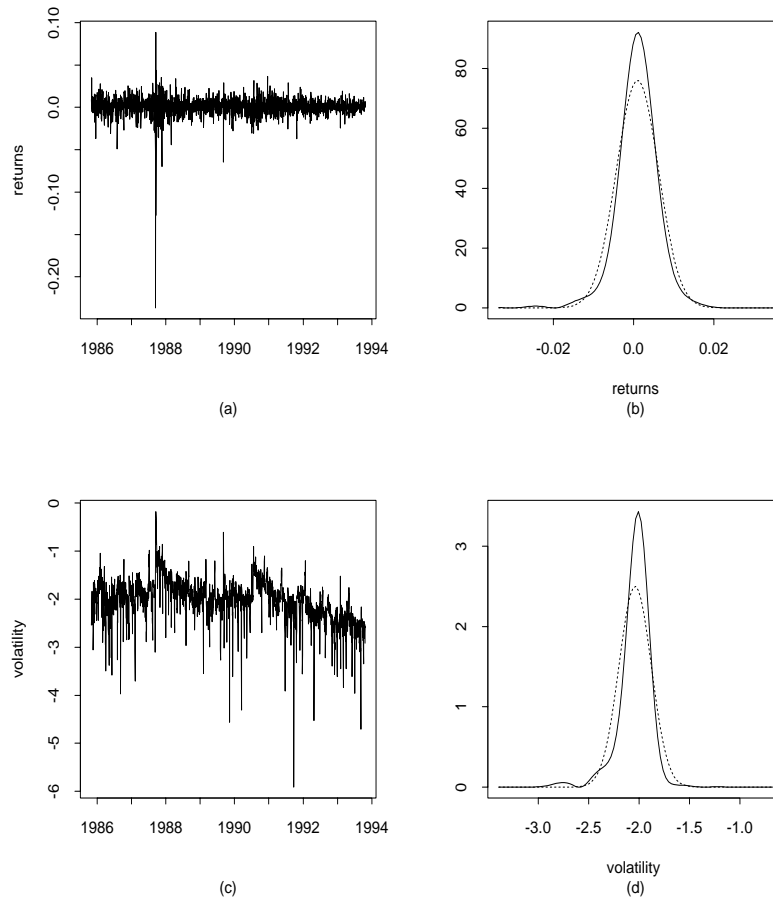 returns
0.10
0.0
-0.10
-0.20
1986 1988 1990 1992 1994
(a)
0 20 40 60 80
-0.02 0.0 0.02
returns
(b)
volatility
0
-1
-2
-3
-4
-5
-6
1986 1988 1990 1992 1994
(c)
0 1 2 3
-3.0 -2.5 -2.0 -1.5 -1.0
volatility
(d)